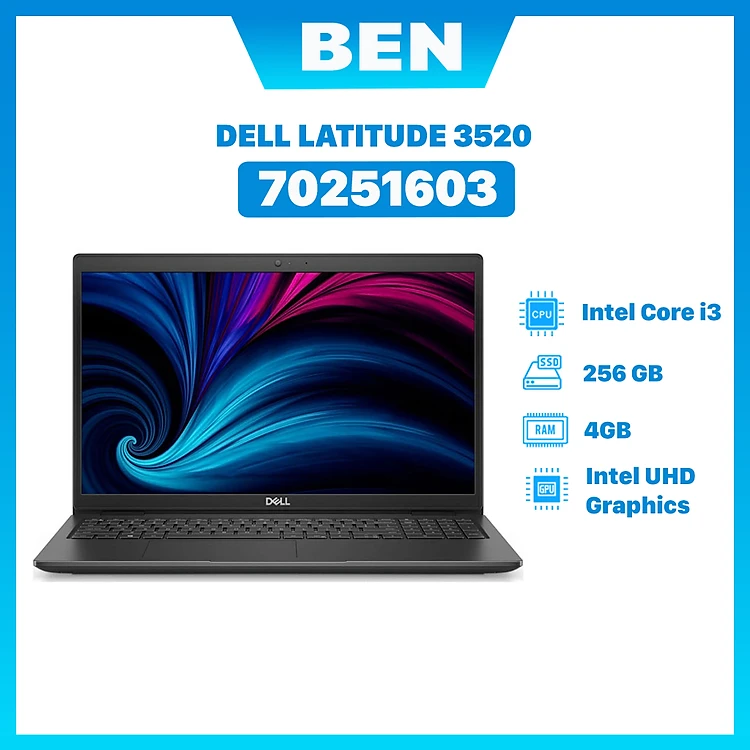 BEN
DELL LATITUDE 3520
70251603
DELL
CPU
Intel Core i3
SSD
256 GB
RAM
4GB
GPU
Intel UHD
Graphics